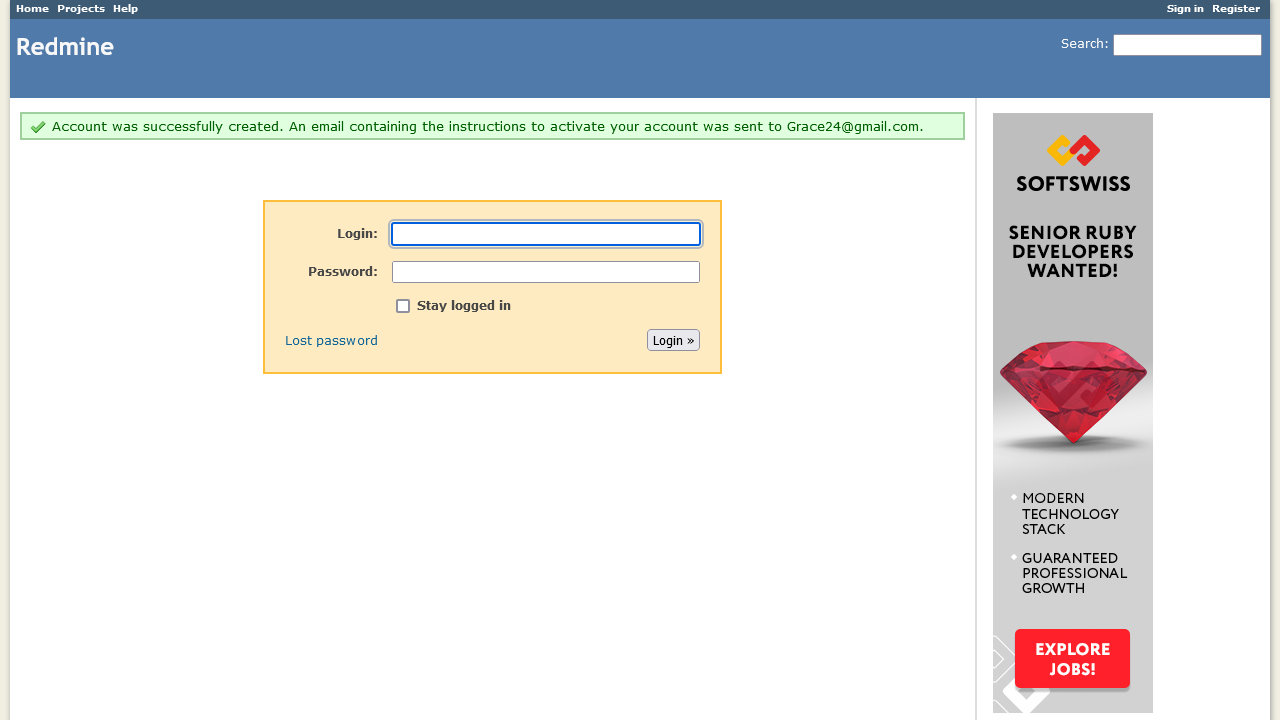 Home Projects Help
Sign in Register
Redmine
Search:
Account was successfully created. An email containing the instructions to activate your account was sent to Grace24@gmail.com.
Login:
Password:
Stay logged in
Lost password
Login »
SOFTSWISS
SENIOR RUBY
DEVELOPERS
WANTED!
MODERN
TECHNOLOGY
STACK
GUARANTEED
PROFESSIONAL
GROWTH
EXPLORE
JOBS!